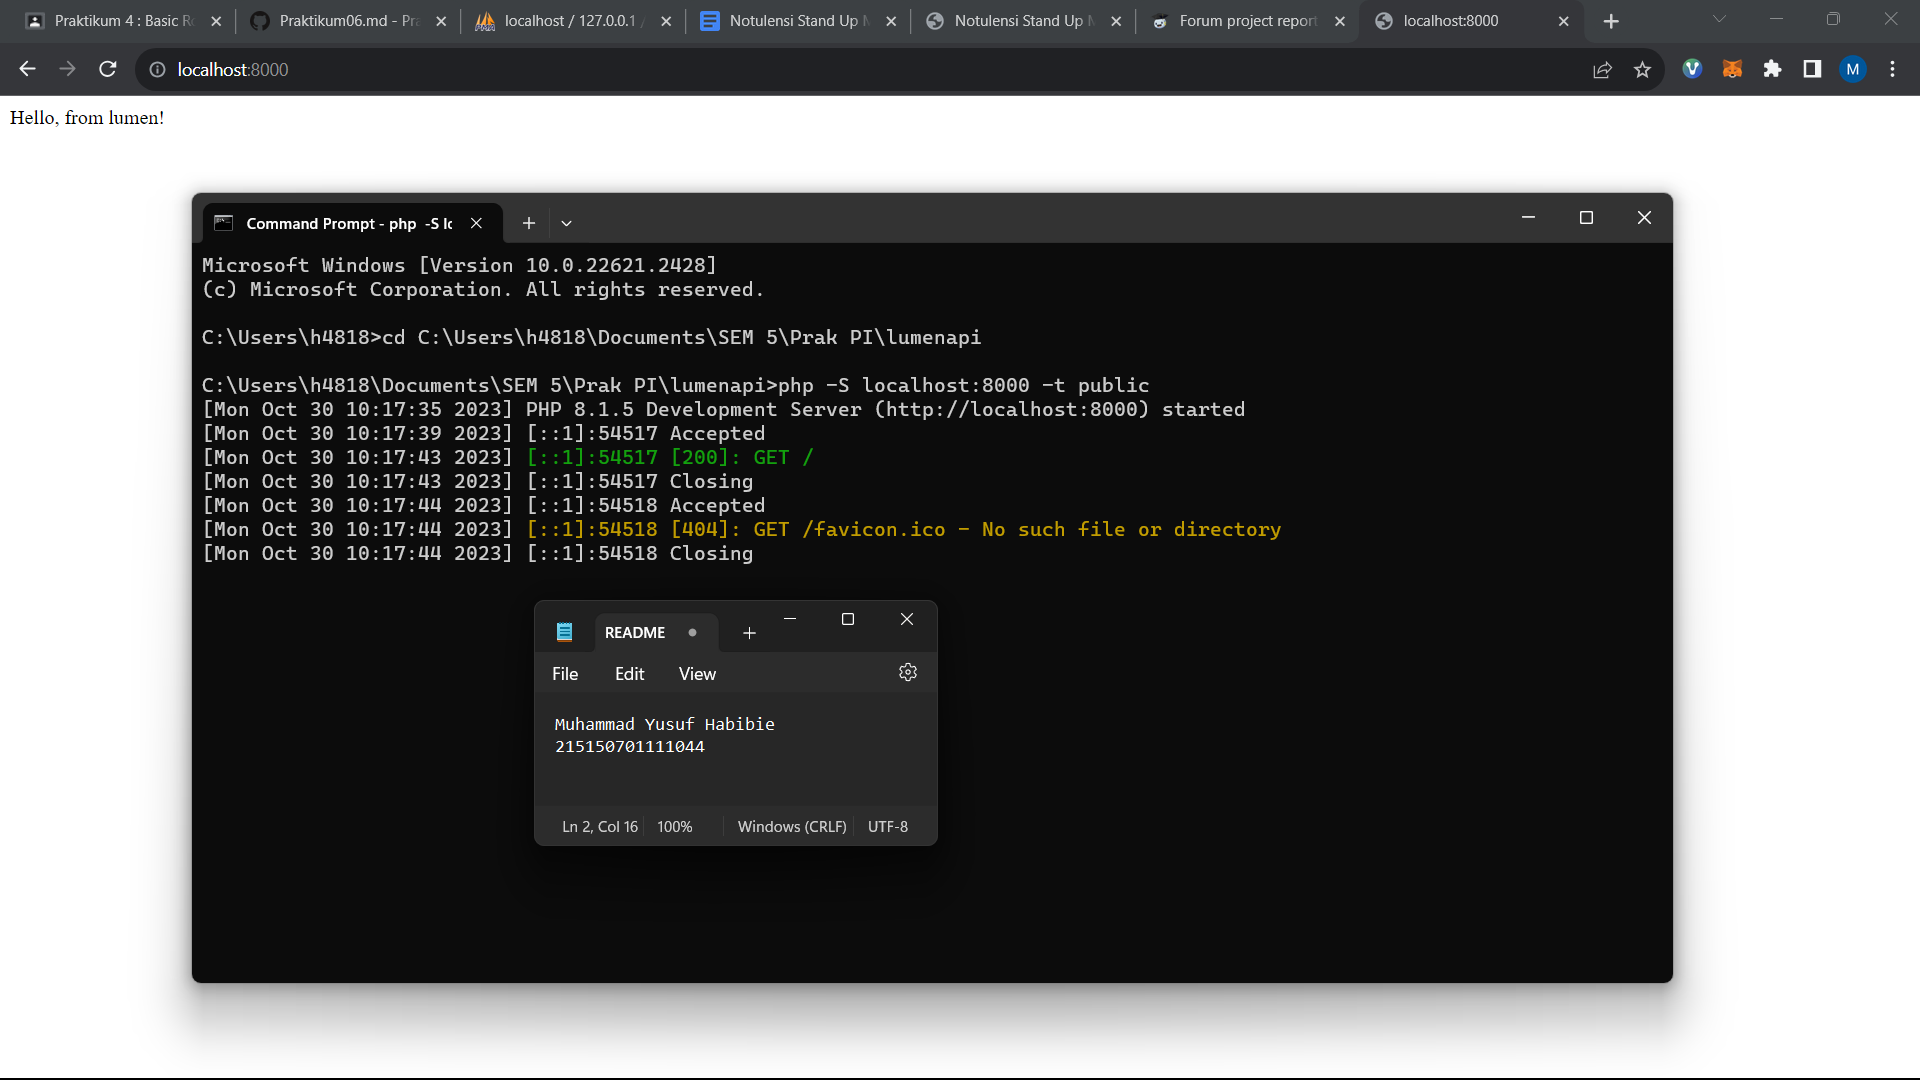 Praktikum 4 : Basic Ro
Praktikum06.md - Pra
localhost / 127.0.0.1 /
Notulensi Stand Up M
Notulensi Stand Up M
Forum project report
localhost:8000
localhost:8000
M
Hello, from lumen!
Command Prompt - php  -S lo
Microsoft Windows [Version 10.0.22621.2428]
(c) Microsoft Corporation. All rights reserved.
C:\Users\h4818>cd C:\Users\h4818\Documents\SEM 5\Prak PI\lumenapi
C:\Users\h4818\Documents\SEM 5\Prak PI\lumenapi>php -S localhost:8000 -t public
[Mon Oct 30 10:17:35 2023] PHP 8.1.5 Development Server (http://localhost:8000) started
[Mon Oct 30 10:17:39 2023] [::1]:54517 Accepted
[Mon Oct 30 10:17:43 2023] [::1]:54517 [200]: GET /
[Mon Oct 30 10:17:43 2023] [::1]:54517 Closing
[Mon Oct 30 10:17:44 2023] [::1]:54518 Accepted
[Mon Oct 30 10:17:44 2023] [::1]:54518 [404]: GET /favicon.ico - No such file or directory
[Mon Oct 30 10:17:44 2023] [::1]:54518 Closing
README
File Edit View
Muhammad Yusuf Habibie
215150701111044
Ln 2, Col 16 100% Windows (CRLF) UTF-8